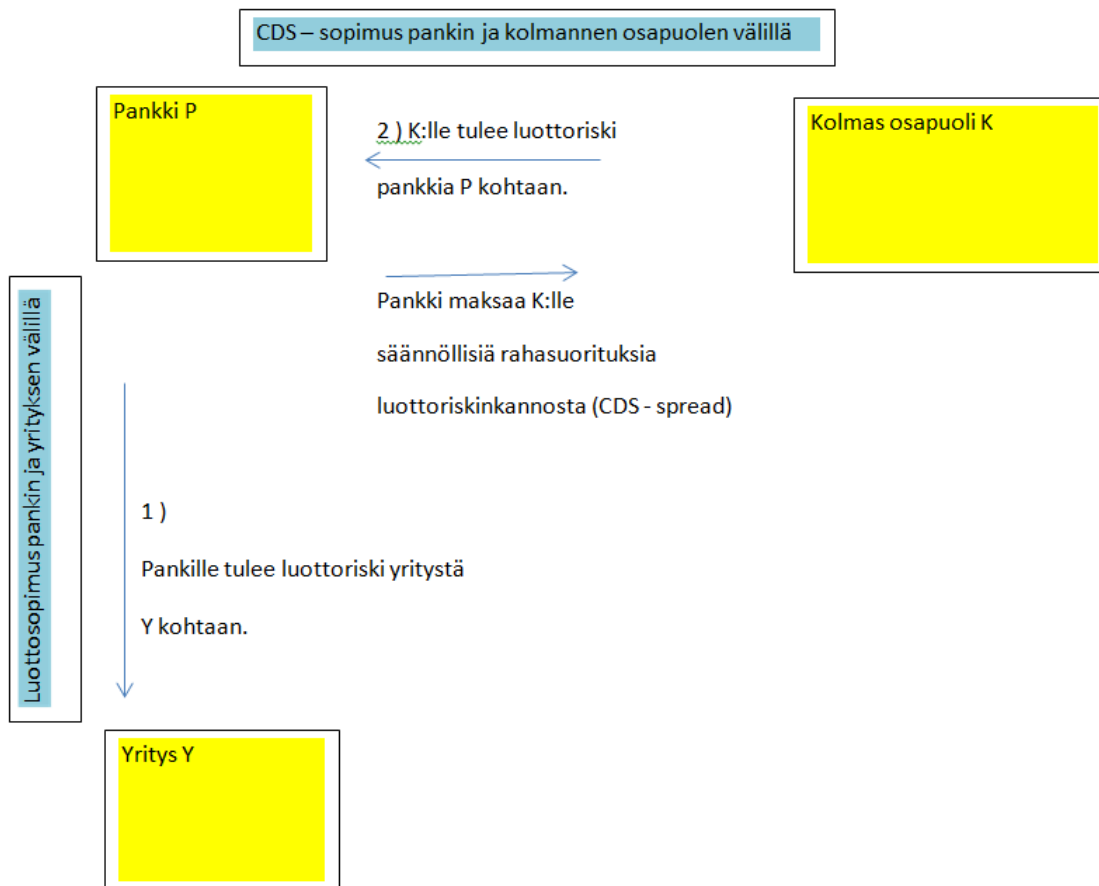 CDS – sopimus pankin ja kolmannen osapuolen välillä
Pankki P
2 ) K:lle tulee luottoriski
pankkia P kohtaan.
Kolmas osapuoli K
Pankki maksaa K:lle
säännöllisiä rahasuorituksia
luottoriskinkannosta (CDS - spread)
Luottosopimus pankin ja yrityksen välillä
1 )
Pankille tulee luottoriski yritystä
Y kohtaan.
Yritys Y